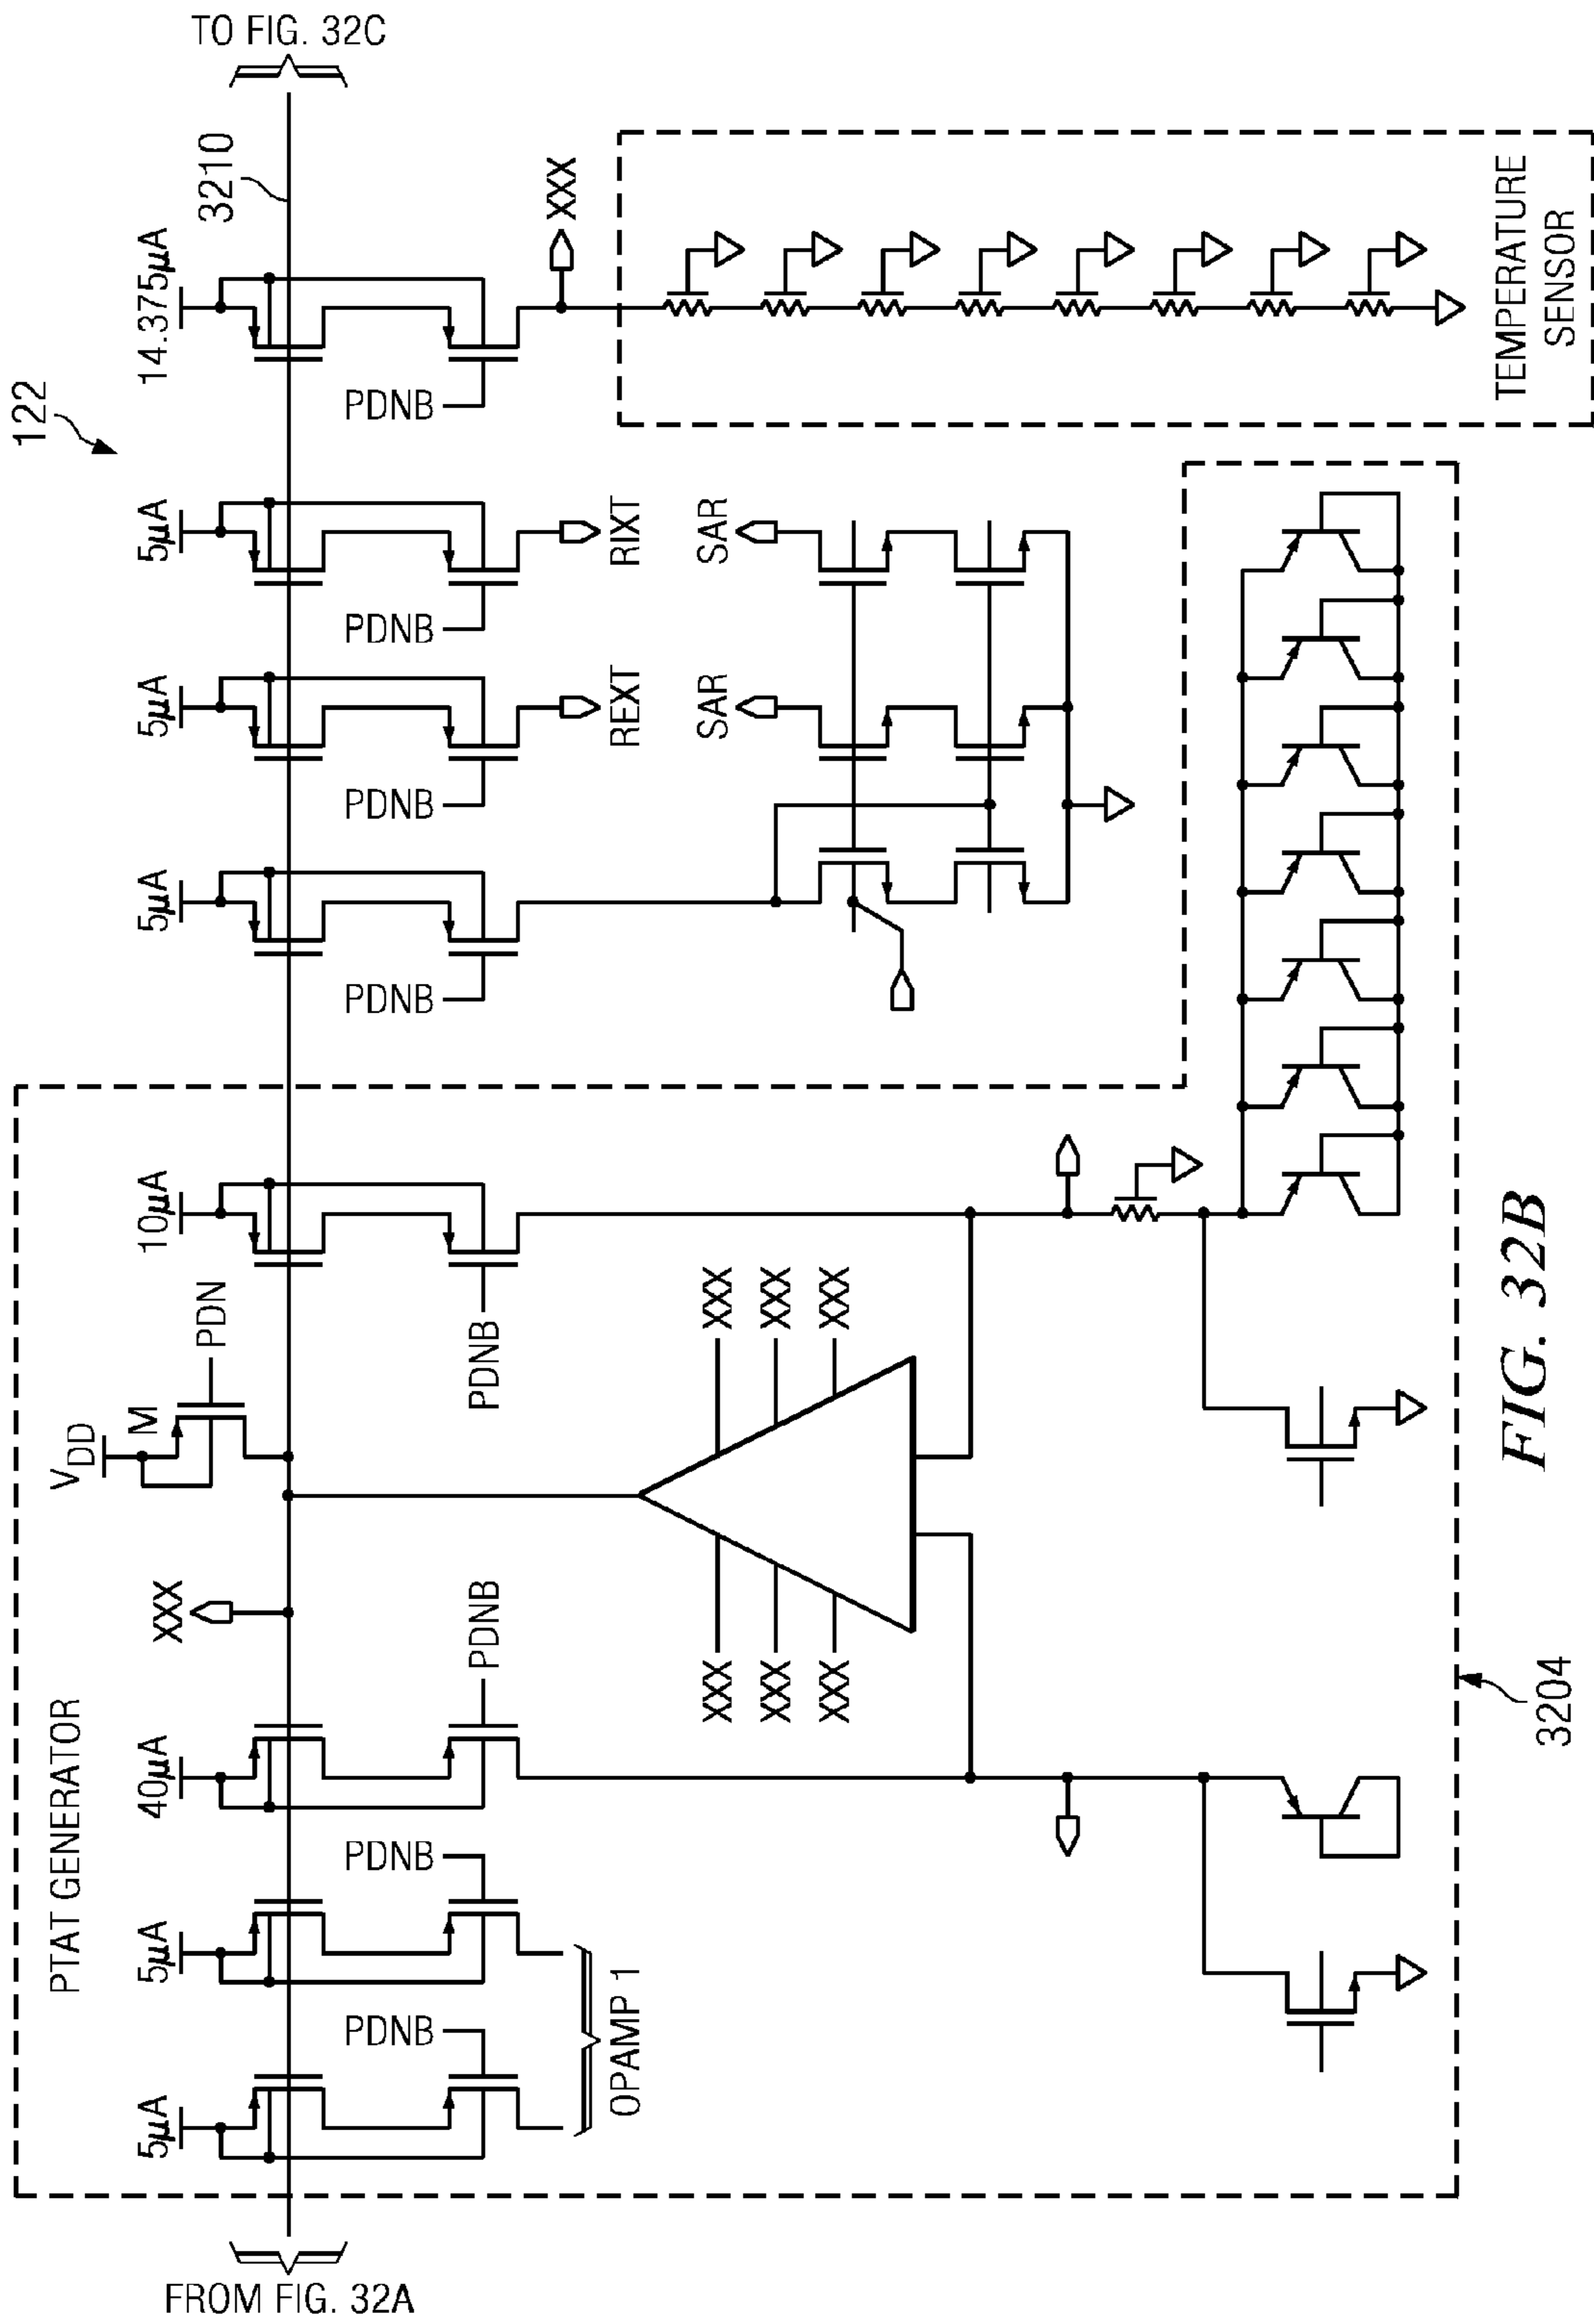 122
FROM FIG. 32A
TO FIG. 32C
PTAT GENERATOR
V_DD
M
PDN
XXX
3210
5µA
5µA
40µA
10µA
5µA
5µA
5µA
14.375µA
PDNB
PDNB
PDNB
PDNB
PDNB
PDNB
PDNB
PDNB
OPAMP 1
XXX
XXX
XXX
XXX
XXX
XXX
REXT
RIXT
XXX
SAR
SAR
TEMPERATURE
SENSOR
3204
FIG. 32B